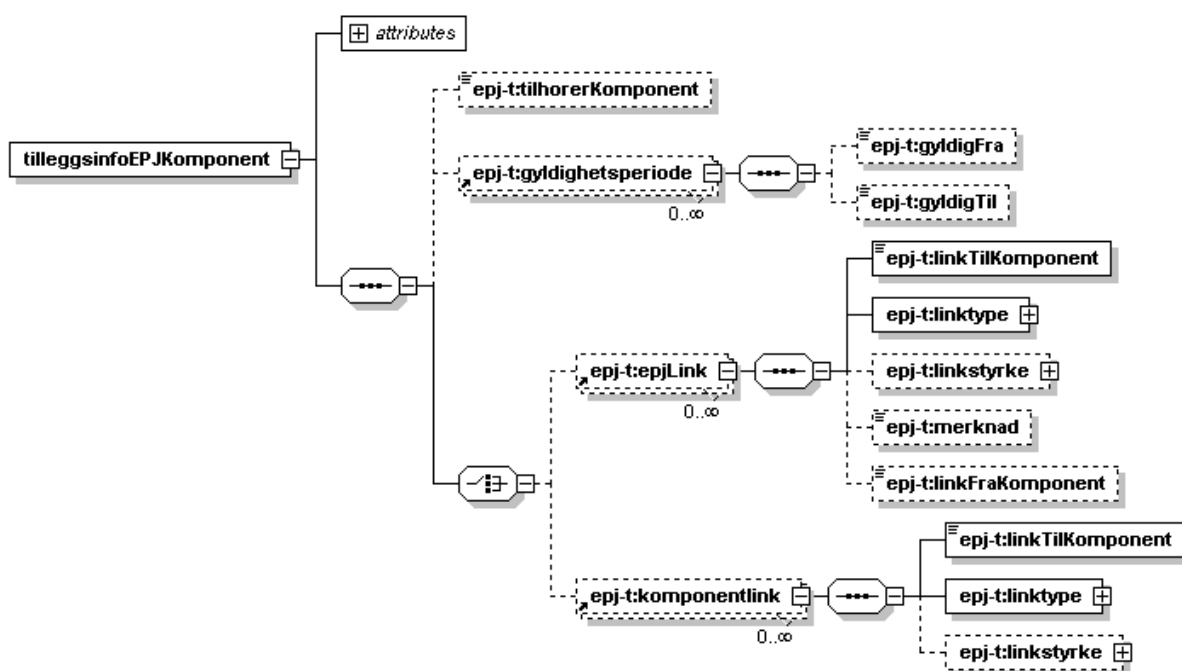 attributes
epj-t:tilhorerKomponent
tilleggsinfoEPJKomponent
epj-t:gyldighetsperiode
0..∞
epj-t:gyldigFra
epj-t:gyldigTil
epj-t:epjLink
0..∞
epj-t:linkTilKomponent
epj-t:linktype
epj-t:linkstyrke
epj-t:merknad
epj-t:linkFraKomponent
epj-t:komponentlink
0..∞
epj-t:linkTilKomponent
epj-t:linktype
epj-t:linkstyrke